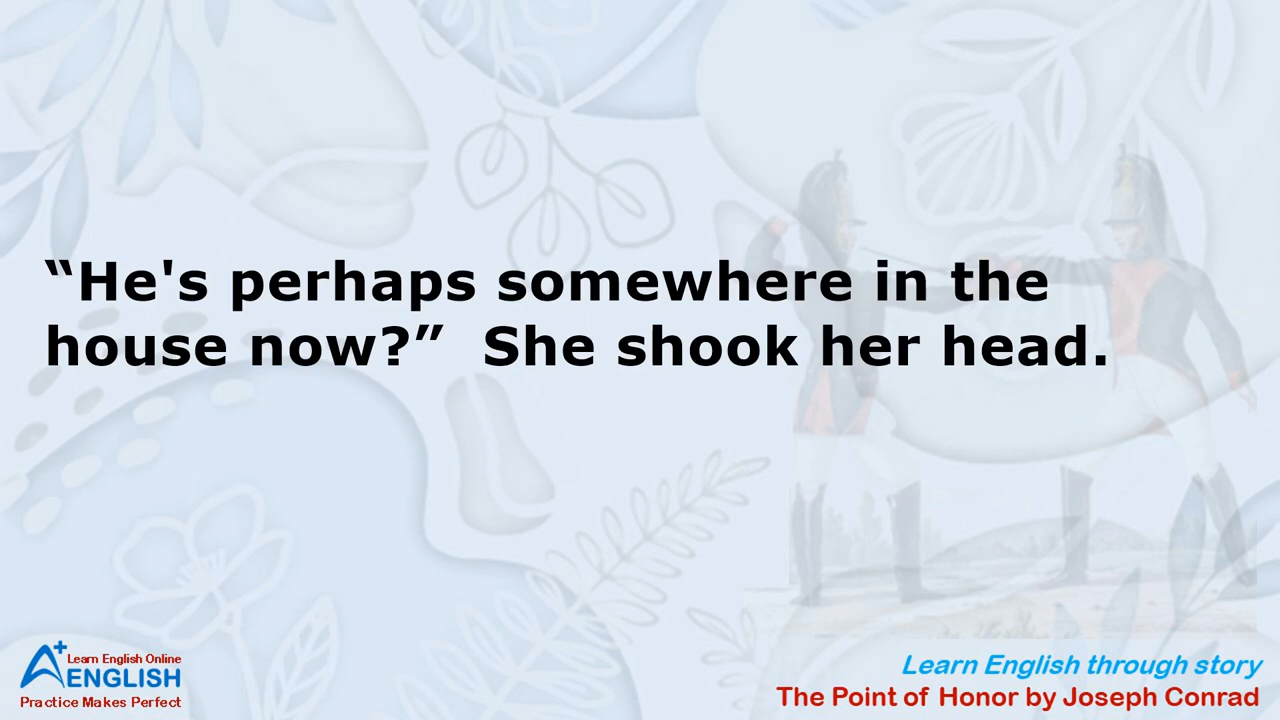 “He's perhaps somewhere in the
house now?”  She shook her head.
A+ Learn English Online
ENGLISH
Practice Makes Perfect
Learn English through story
The Point of Honor by Joseph Conrad